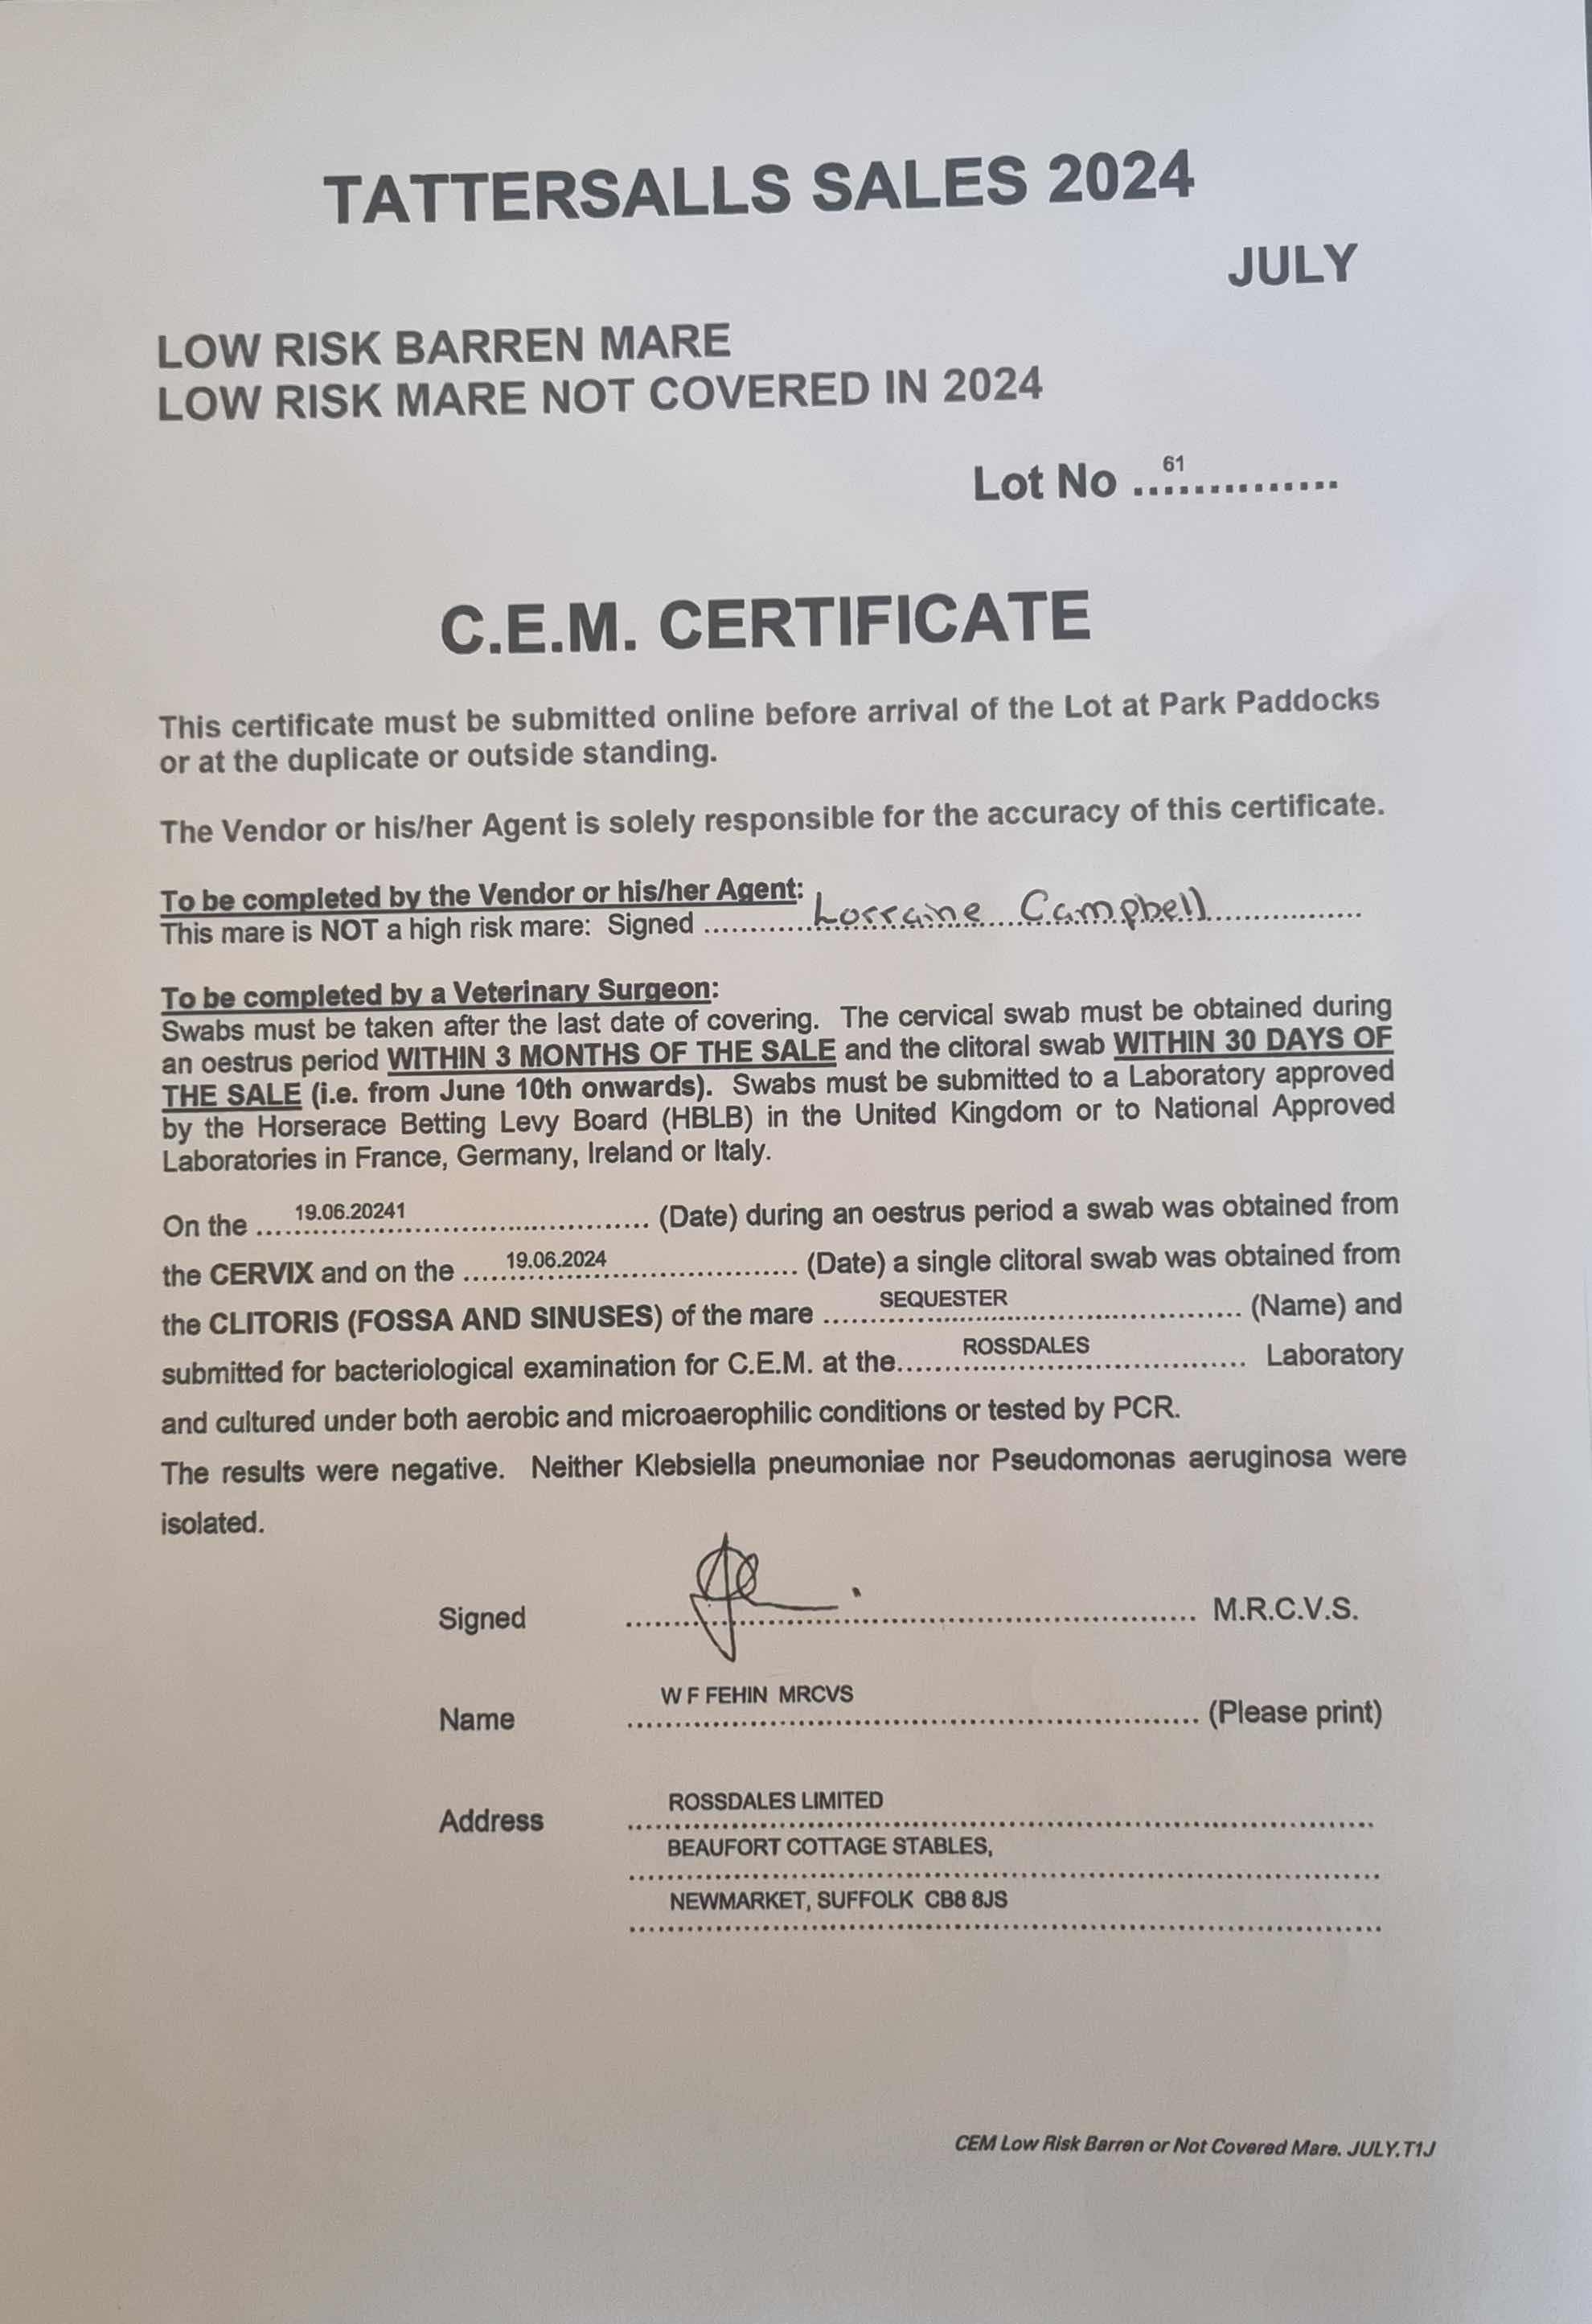 TATTERSALLS SALES 2024
JULY
LOW RISK BARREN MARE
LOW RISK MARE NOT COVERED IN 2024
Lot No ...61............
C.E.M. CERTIFICATE
This certificate must be submitted online before arrival of the Lot at Park Paddocks
or at the duplicate or outside standing.
The Vendor or his/her Agent is solely responsible for the accuracy of this certificate.
To be completed by the Vendor or his/her Agent:
This mare is NOT a high risk mare: Signed ............Lorraine Campbell..................
To be completed by a Veterinary Surgeon:
Swabs must be taken after the last date of covering. The cervical swab must be obtained during
an oestrus period WITHIN 3 MONTHS OF THE SALE and the clitoral swab WITHIN 30 DAYS OF
THE SALE (i.e. from June 10th onwards). Swabs must be submitted to a Laboratory approved
by the Horserace Betting Levy Board (HBLB) in the United Kingdom or to National Approved
Laboratories in France, Germany, Ireland or Italy.
On the ....19.06.20241.............................. (Date) during an oestrus period a swab was obtained from
the CERVIX and on the .....19.06.2024......................... (Date) a single clitoral swab was obtained from
the CLITORIS (FOSSA AND SINUSES) of the mare ......SEQUESTER.............................. (Name) and
submitted for bacteriological examination for C.E.M. at the.......ROSSDALES..................... Laboratory
and cultured under both aerobic and microaerophilic conditions or tested by PCR.
The results were negative. Neither Klebsiella pneumoniae nor Pseudomonas aeruginosa were
isolated.
Signed ........................................ M.R.C.V.S.
Name W F FEHIN MRCVS ........................................ (Please print)
Address ROSSDALES LIMITED
BEAUFORT COTTAGE STABLES,
NEWMARKET, SUFFOLK CB8 8JS
CEM Low Risk Barren or Not Covered Mare. JULY.T1J